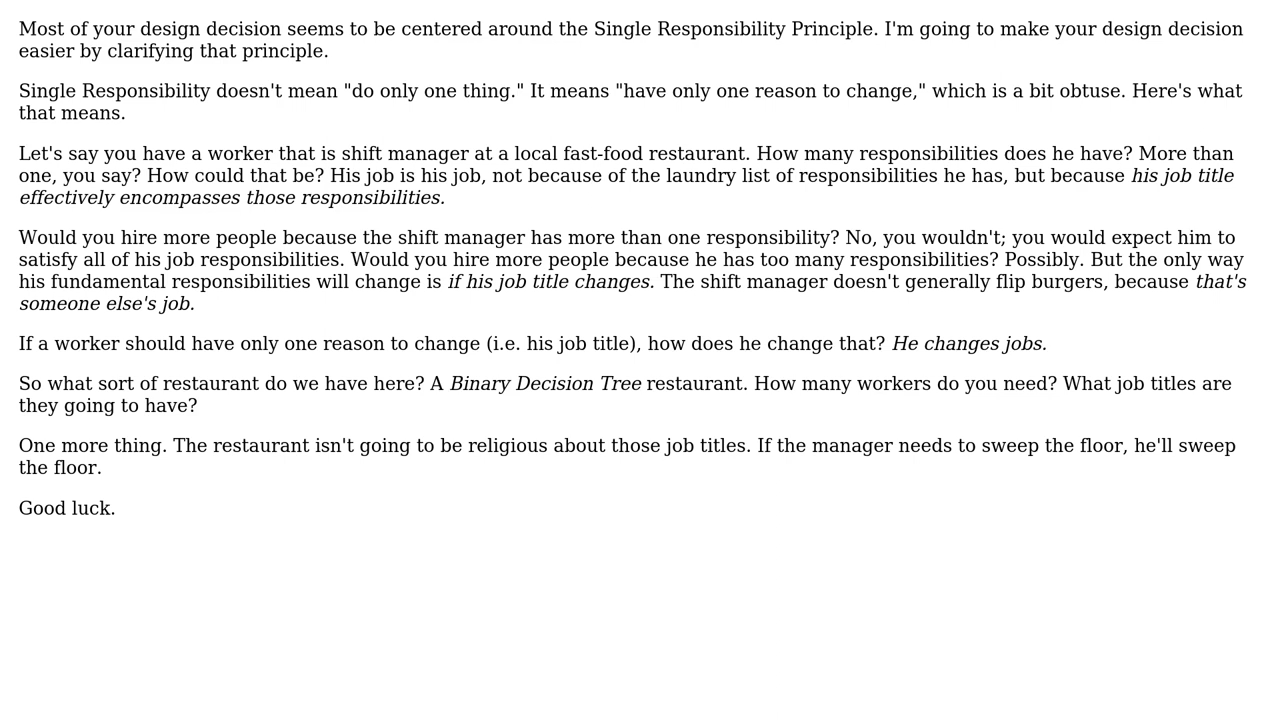 Most of your design decision seems to be centered around the Single Responsibility Principle. I'm going to make your design decision
easier by clarifying that principle.
Single Responsibility doesn't mean "do only one thing." It means "have only one reason to change," which is a bit obtuse. Here's what
that means.
Let's say you have a worker that is shift manager at a local fast-food restaurant. How many responsibilities does he have? More than
one, you say? How could that be? His job is his job, not because of the laundry list of responsibilities he has, but because his job title
effectively encompasses those responsibilities.
Would you hire more people because the shift manager has more than one responsibility? No, you wouldn't; you would expect him to
satisfy all of his job responsibilities. Would you hire more people because he has too many responsibilities? Possibly. But the only way
his fundamental responsibilities will change is if his job title changes. The shift manager doesn't generally flip burgers, because that's
someone else's job.
If a worker should have only one reason to change (i.e. his job title), how does he change that? He changes jobs.
So what sort of restaurant do we have here? A Binary Decision Tree restaurant. How many workers do you need? What job titles are
they going to have?
One more thing. The restaurant isn't going to be religious about those job titles. If the manager needs to sweep the floor, he'll sweep
the floor.
Good luck.